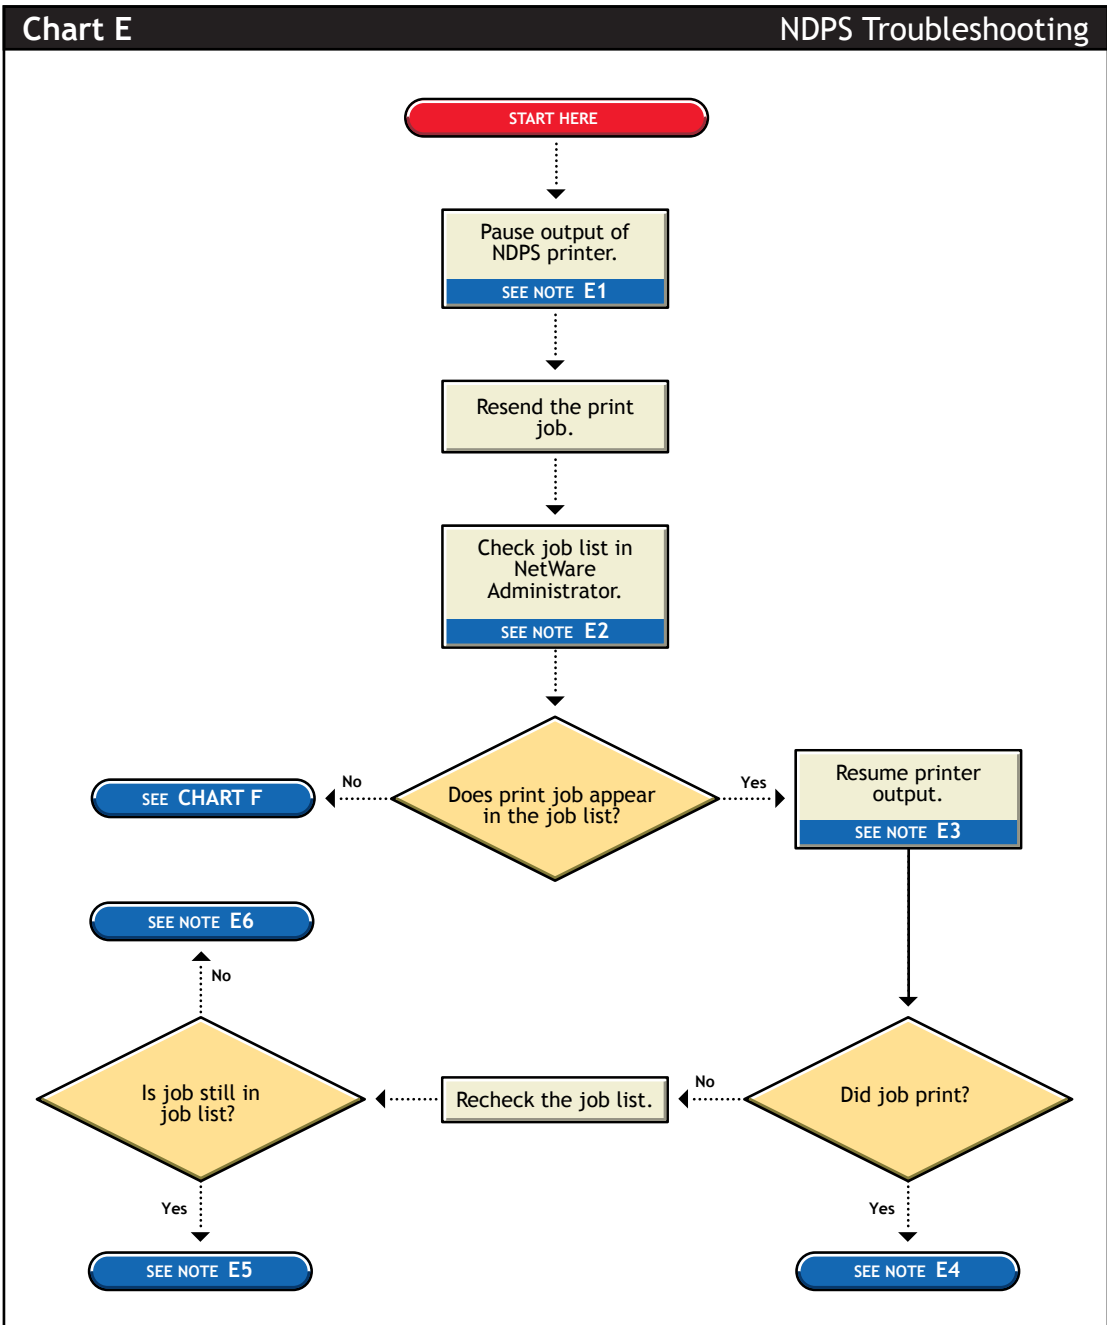 Chart E
NDPS Troubleshooting
START HERE
Pause output of
NDPS printer.
SEE NOTE E1
Resend the print
job.
Check job list in
NetWare
Administrator.
SEE NOTE E2
Does print job appear
in the job list?
No
SEE CHART F
Yes
Resume printer
output.
SEE NOTE E3
Did job print?
No
Recheck the job list.
Yes
SEE NOTE E4
Is job still in
job list?
No
SEE NOTE E6
Yes
SEE NOTE E5